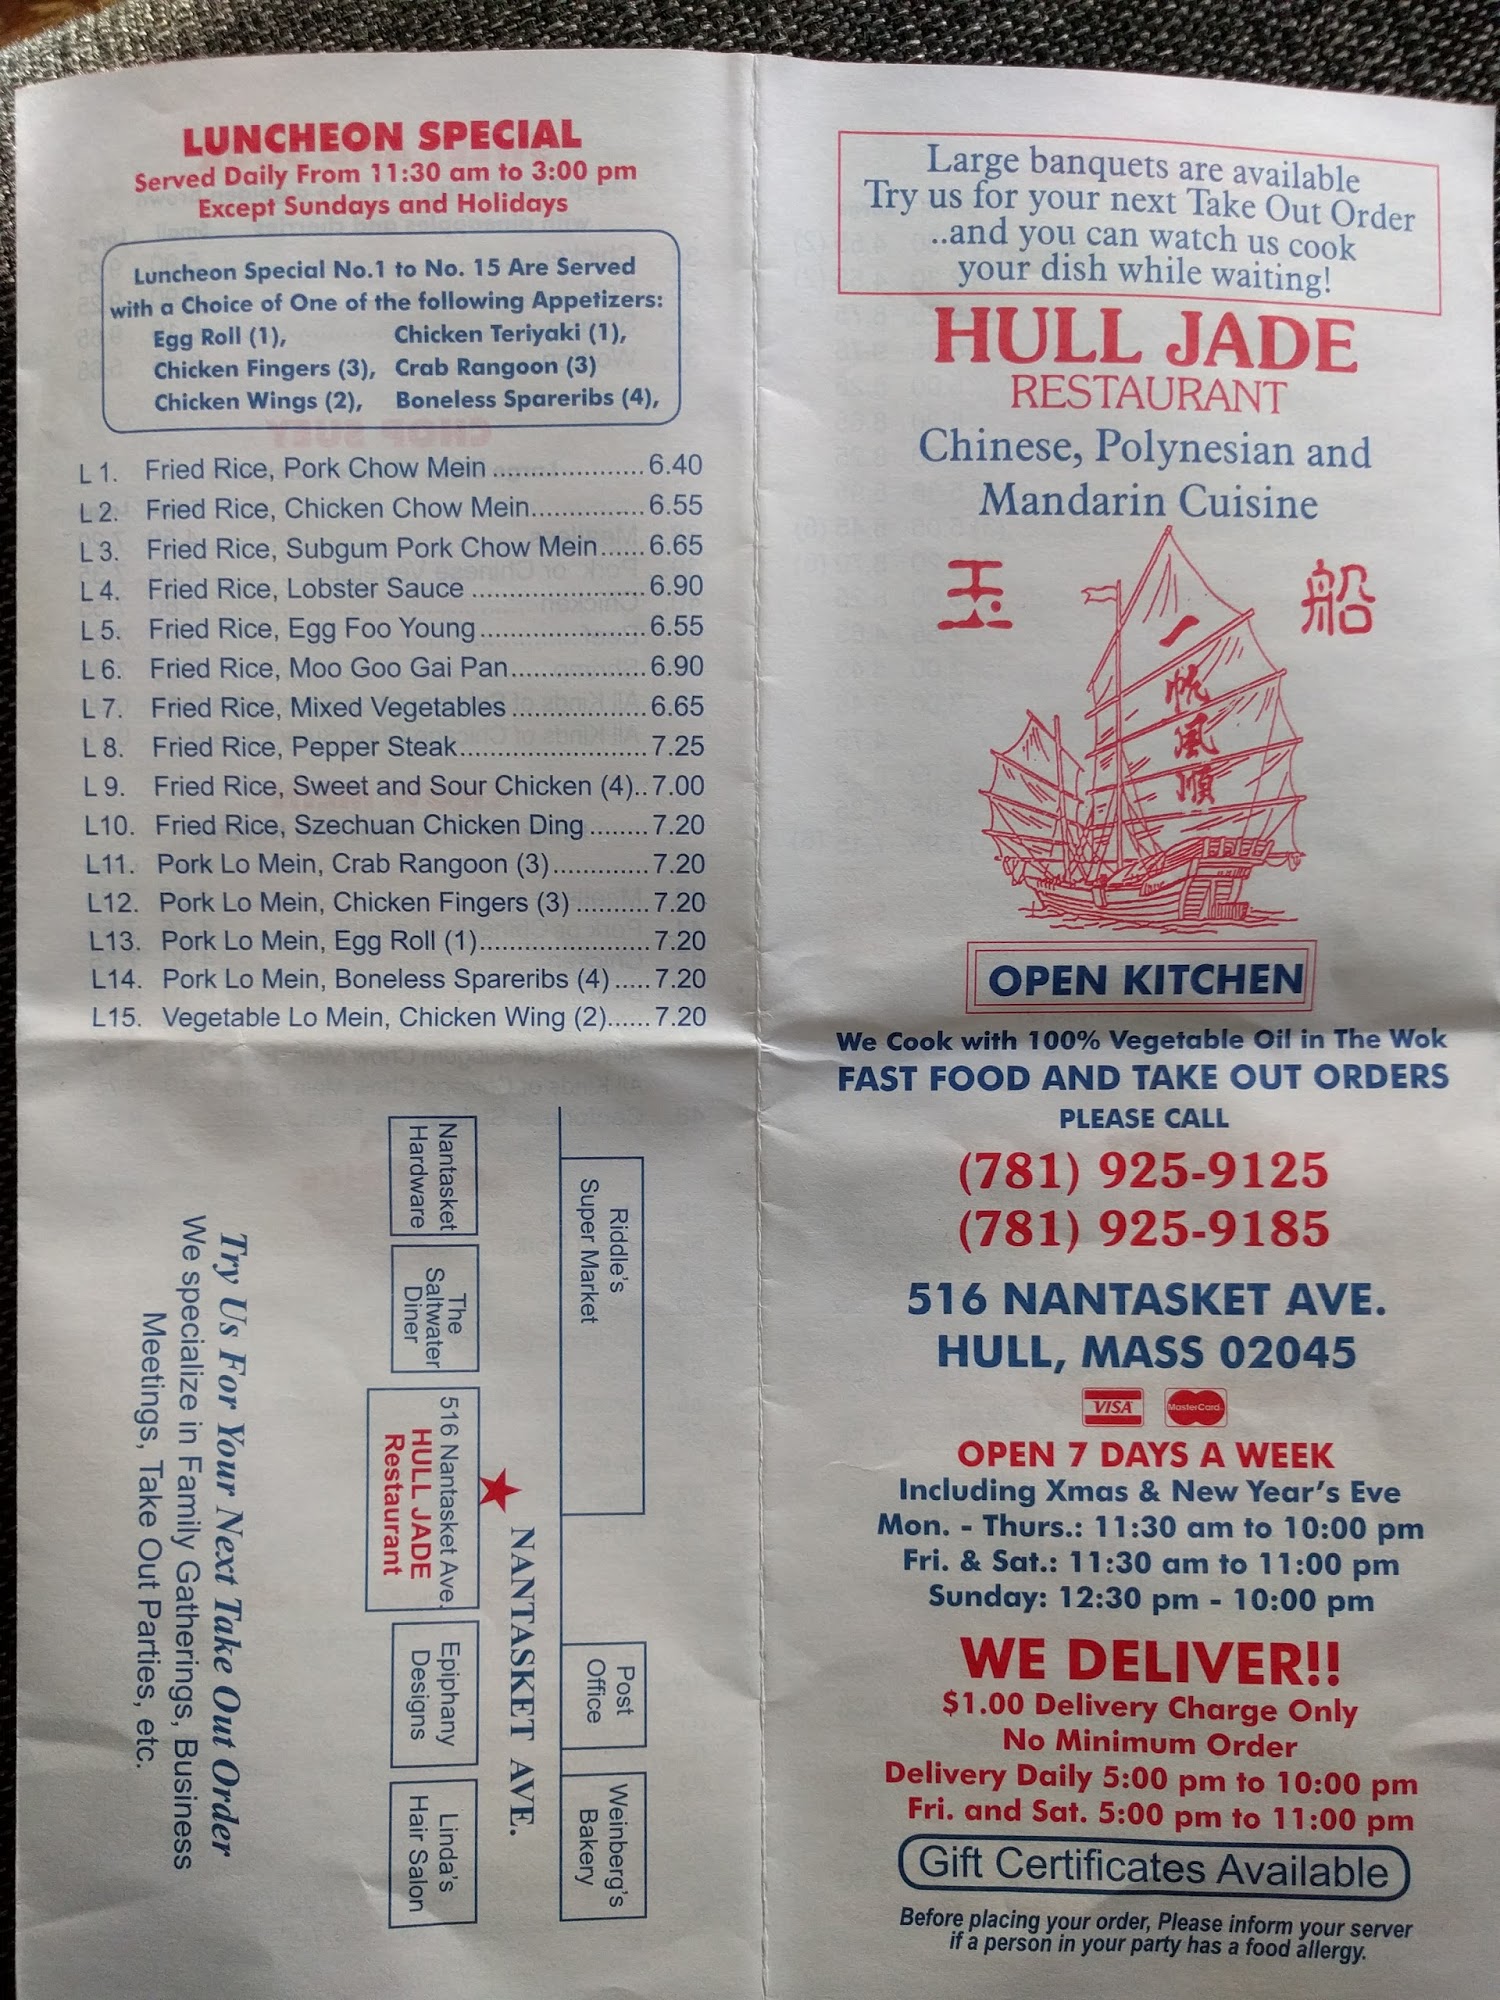 LUNCHEON SPECIAL
Served Daily From 11:30 am to 3:00 pm
Except Sundays and Holidays
Luncheon Special No.1 to No. 15 Are Served
with a Choice of One of the following Appetizers:
Egg Roll (1), Chicken Teriyaki (1),
Chicken Fingers (3), Crab Rangoon (3)
Chicken Wings (2), Boneless Spareribs (4),
L 1. Fried Rice, Pork Chow Mein ..................... 6.40
L 2. Fried Rice, Chicken Chow Mein............... 6.55
L 3. Fried Rice, Subgum Pork Chow Mein...... 6.65
L 4. Fried Rice, Lobster Sauce ........................ 6.90
L 5. Fried Rice, Egg Foo Young....................... 6.55
L 6. Fried Rice, Moo Goo Gai Pan................... 6.90
L 7. Fried Rice, Mixed Vegetables ................... 6.65
L 8. Fried Rice, Pepper Steak.......................... 7.25
L 9. Fried Rice, Sweet and Sour Chicken (4).. 7.00
L10. Fried Rice, Szechuan Chicken Ding ........ 7.20
L11. Pork Lo Mein, Crab Rangoon (3)............. 7.20
L12. Pork Lo Mein, Chicken Fingers (3) .......... 7.20
L13. Pork Lo Mein, Egg Roll (1)........................ 7.20
L14. Pork Lo Mein, Boneless Spareribs (4) ..... 7.20
L15. Vegetable Lo Mein, Chicken Wing (2)...... 7.20
Riddle's
Super Market
Post
Office
Weinberg's
Bakery
NANTASKET AVE.
Nantasket
Hardware
The
Saltwater
Diner
516 Nantasket Ave.
HULL JADE
Restaurant
Epiphany
Designs
Linda's
Hair Salon
Try Us For Your Next Take Out Order
We specialize in Family Gatherings, Business
Meetings, Take Out Parties, etc.
Large banquets are available
Try us for your next Take Out Order
..and you can watch us cook
your dish while waiting!
HULL JADE
RESTAURANT
Chinese, Polynesian and
Mandarin Cuisine
玉 船
一帆風順
OPEN KITCHEN
We Cook with 100% Vegetable Oil in The Wok
FAST FOOD AND TAKE OUT ORDERS
PLEASE CALL
(781) 925-9125
(781) 925-9185
516 NANTASKET AVE.
HULL, MASS 02045
VISA MasterCard
OPEN 7 DAYS A WEEK
Including Xmas & New Year's Eve
Mon. - Thurs.: 11:30 am to 10:00 pm
Fri. & Sat.: 11:30 am to 11:00 pm
Sunday: 12:30 pm - 10:00 pm
WE DELIVER!!
$1.00 Delivery Charge Only
No Minimum Order
Delivery Daily 5:00 pm to 10:00 pm
Fri. and Sat. 5:00 pm to 11:00 pm
Gift Certificates Available
Before placing your order, Please inform your server
if a person in your party has a food allergy.